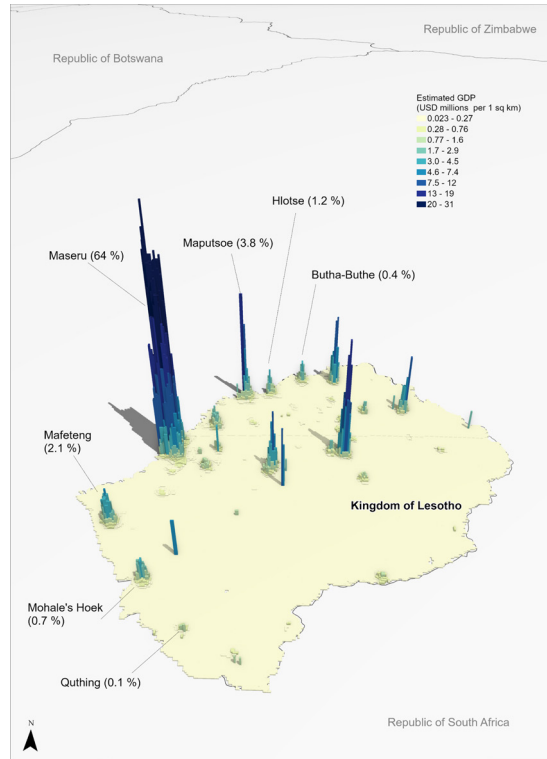 Republic of Zimbabwe
Republic of Botswana
Estimated GDP
(USD millions per 1 sq km)
0.023 - 0.27
0.28 - 0.76
0.77 - 1.6
1.7 - 2.9
3.0 - 4.5
4.6 - 7.4
7.5 - 12
13 - 19
20 - 31
Hlotse (1.2 %)
Maputsoe (3.8 %)
Maseru (64 %)
Butha-Buthe (0.4 %)
Mafeteng
(2.1 %)
Kingdom of Lesotho
Mohale's Hoek
(0.7 %)
Quthing (0.1 %)
Republic of South Africa
N